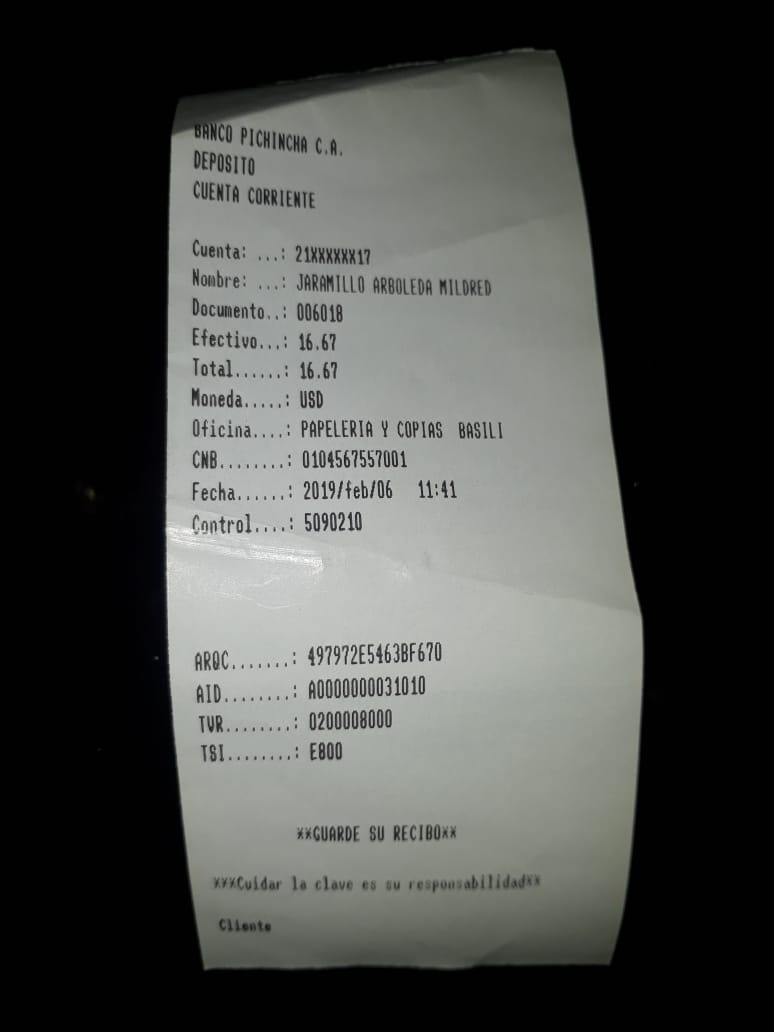 BANCO PICHINCHA C.A.
DEPOSITO
CUENTA CORRIENTE
Cuenta: ...: 21XXXXXX17
Nombre: ...: JARAMILLO ARBOLEDA MILDRED
Documento..: 006018
Efectivo...: 16.67
Total......: 16.67
Moneda.....: USD
Oficina....: PAPELERIA Y COPIAS BASILI
CNB........: 0104567557001
Fecha......: 2019/feb/06 11:41
Control....: 5090210
ARQC.......: 497972E5463BF670
AID........: A0000000031010
TVR........: 0200008000
TSI........: E800
**GUARDE SU RECIBO**
***Cuidar la clave es su responsabilidad**
Cliente